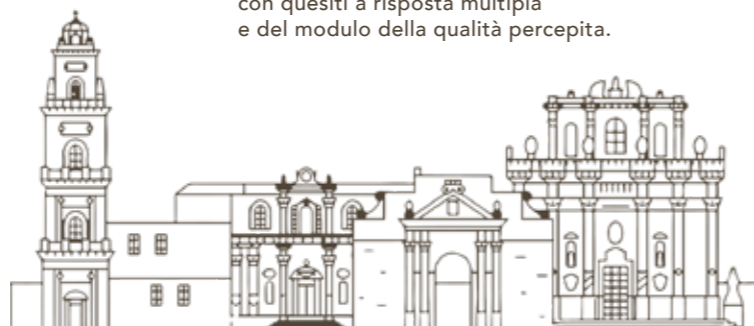 con quesiti a risposta multipla
e del modulo della qualità percepita.